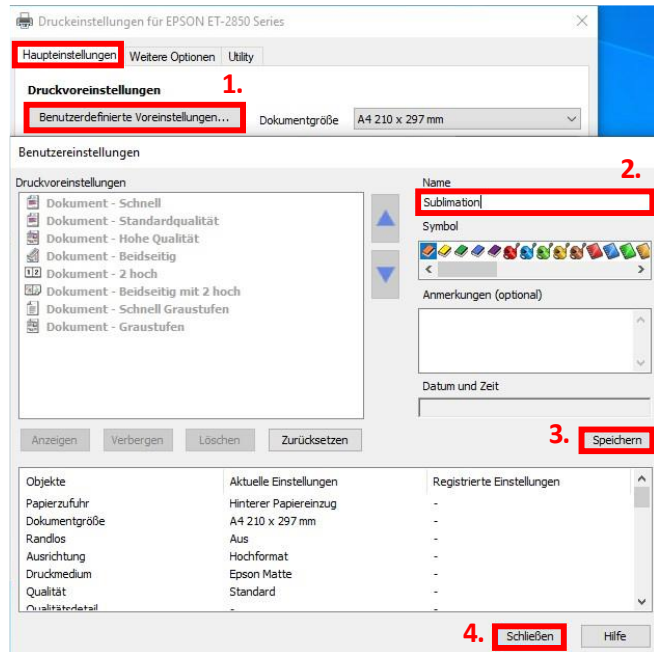 Druckeinstellungen für EPSON ET-2850 Series
Haupteinstellungen Weitere Optionen Utility
Druckvoreinstellungen 1.
Benutzerdefinierte Voreinstellungen... Dokumentgröße A4 210 x 297 mm
Benutzereinstellungen
2.
Druckvoreinstellungen Name
Dokument - Schnell Sublimation
Dokument - Standardqualität Symbol
Dokument - Hohe Qualität
Dokument - Beidseitig
Dokument - 2 hoch
Dokument - Beidseitig mit 2 hoch Anmerkungen (optional)
Dokument - Schnell Graustufen
Dokument - Graustufen
Datum und Zeit
Anzeigen Verbergen Löschen Zurücksetzen 3. Speichern
Objekte Aktuelle Einstellungen Registrierte Einstellungen
Papierzufuhr Hinterer Papiereinzug -
Dokumentgröße A4 210 x 297 mm -
Randlos Aus -
Ausrichtung Hochformat -
Druckmedium Epson Matte -
Qualität Standard -
Qualitätsdetail - -
4. Schließen Hilfe